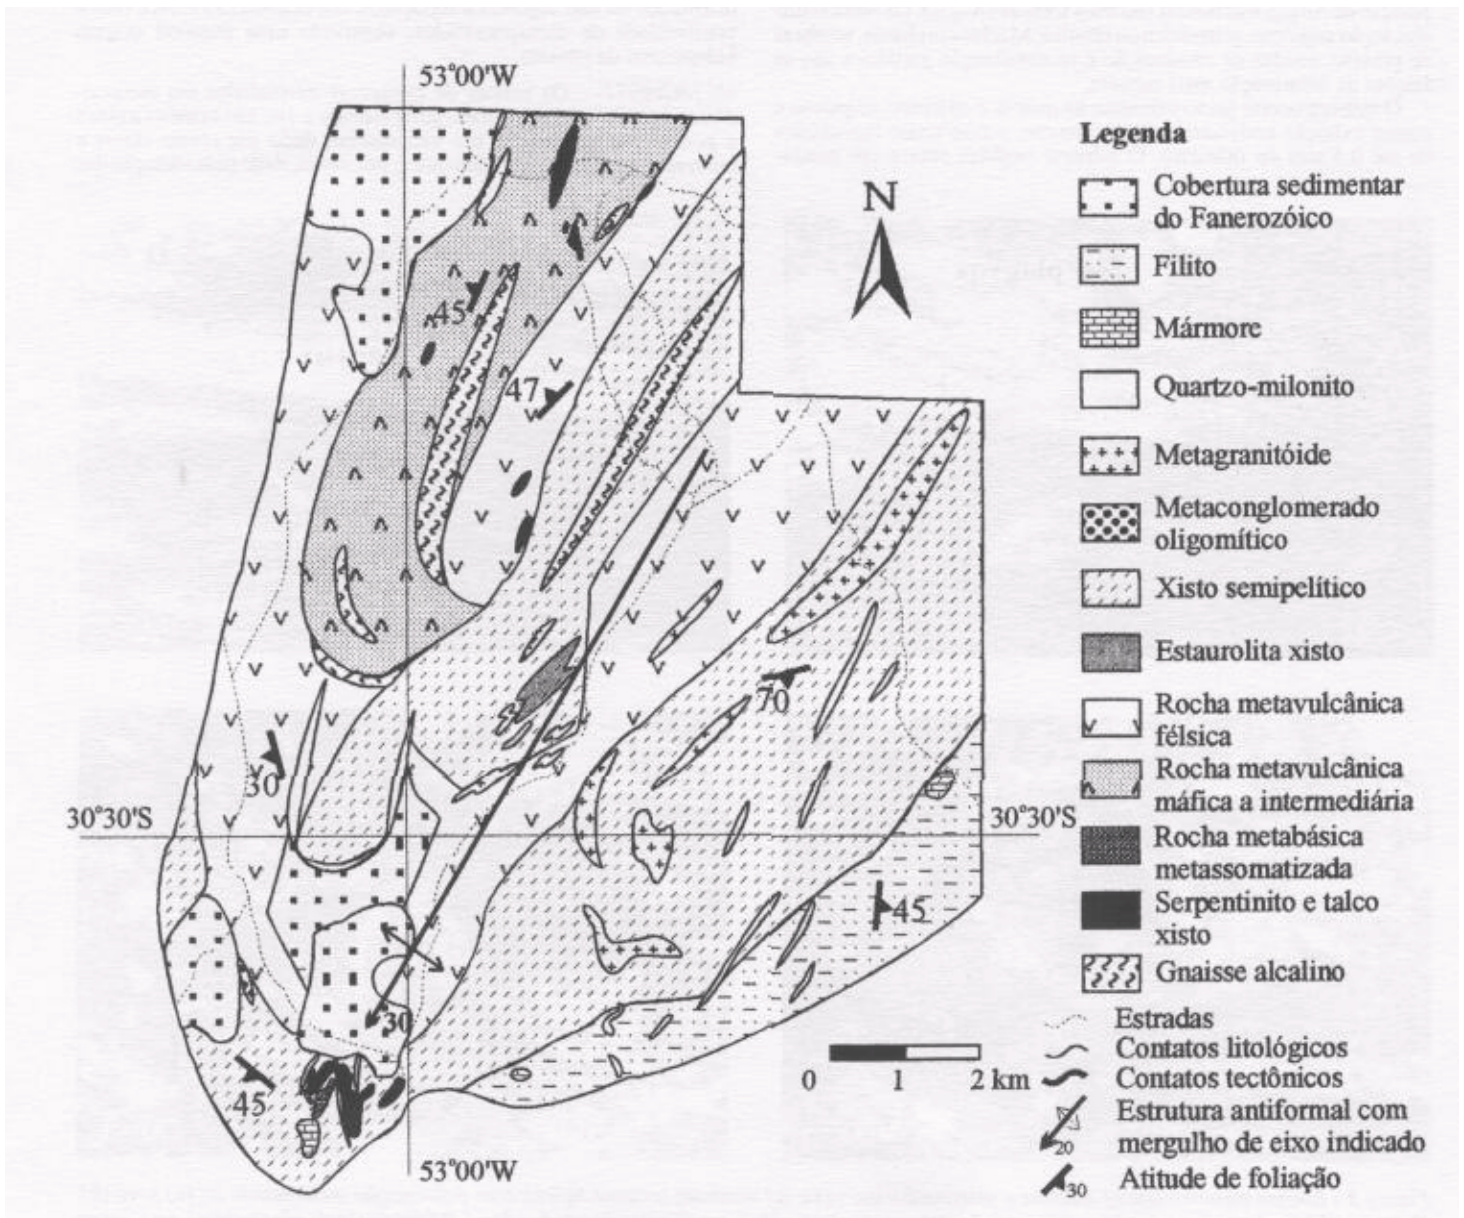 53°00'W
N
45
47
70
30
30°30'S
30°30'S
45
30
45
53°00'W
Legenda
Cobertura sedimentar
do Fanerozóico
Filito
Mármore
Quartzo-milonito
Metagranitóide
Metaconglomerado
oligomítico
Xisto semipelítico
Estaurolita xisto
Rocha metavulcânica
félsica
Rocha metavulcânica
máfica a intermediária
Rocha metabásica
metassomatizada
Serpentinito e talco
xisto
Gnaisse alcalino
Estradas
Contatos litológicos
Contatos tectônicos
Estrutura antiformal com
mergulho de eixo indicado
20
Atitude de foliação
30
0 1 2 km